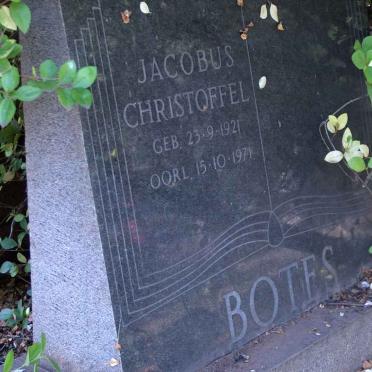 JACOBUS
CHRISTOFFEL
GEB. 23-9-1921
OORL. 15-10-1971
BOTES